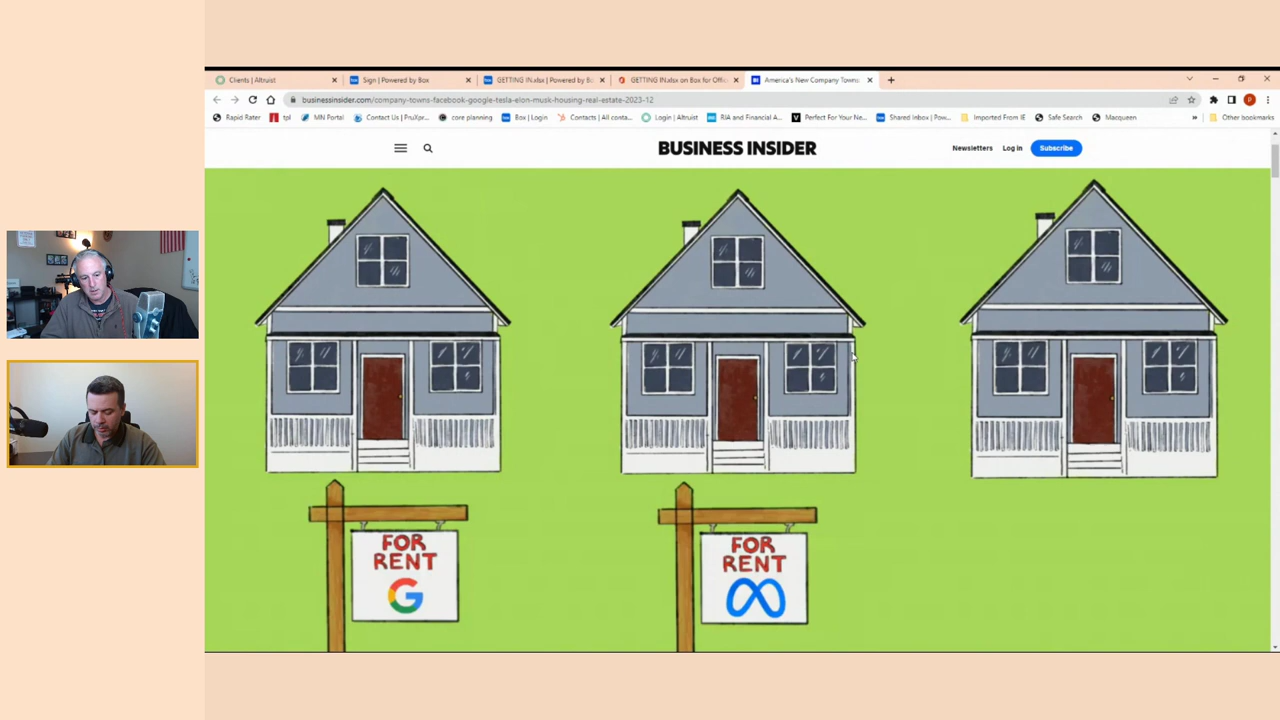 Clients | Altruist
Sign | Powered by Box
GETTING IN.xlsx | Powered by Bo
GETTING IN.xlsx on Box for Offic
America's New Company Towns
businessinsider.com/company-towns-facebook-google-tesla-elon-musk-housing-real-estate-2023-12
Rapid Rater
tpl
MN Portal
Contact Us | PruXpr...
core planning
Box | Login
Contacts | All conta...
Login | Altruist
RIA and Financial A...
Perfect For Your Ne...
Shared Inbox | Pow...
Imported From IE
Safe Search
Macqueen
Other bookmarks
BUSINESS INSIDER
Newsletters
Log in
Subscribe
FOR
RENT
FOR
RENT